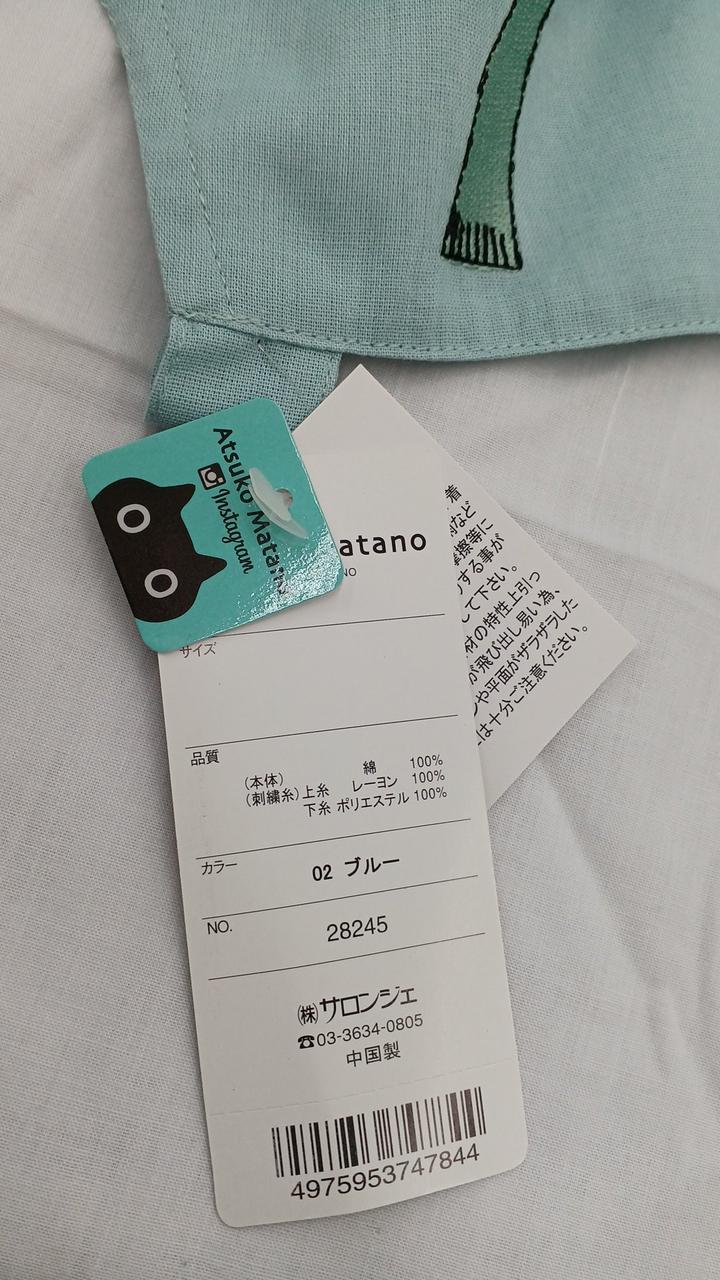 Atsuko Matano
Instagram
atano
NO
サイズ
品質
(本体) 綿 100%
(刺繍糸)上糸 レーヨン 100%
下糸 ポリエステル 100%
カラー 02 ブルー
NO. 28245
(株)サロンジェ
☎03-3634-0805
中国製
4975953747844
着
など
摩擦等に
する事が
して下さい。
材の特性上引っ
が飛び出し易い為、
や平面がザラザラした
は十分ご注意ください。